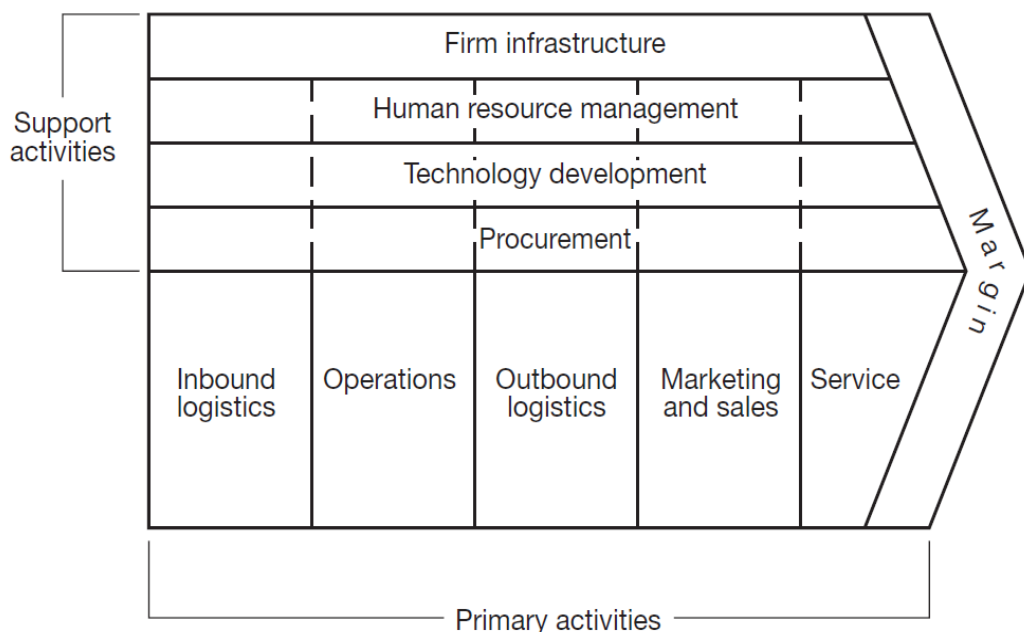 Firm infrastructure
Human resource management
Support
activities
Technology development
Procurement
Margin
Inbound
logistics
Operations
Outbound
logistics
Marketing
and sales
Service
Primary activities